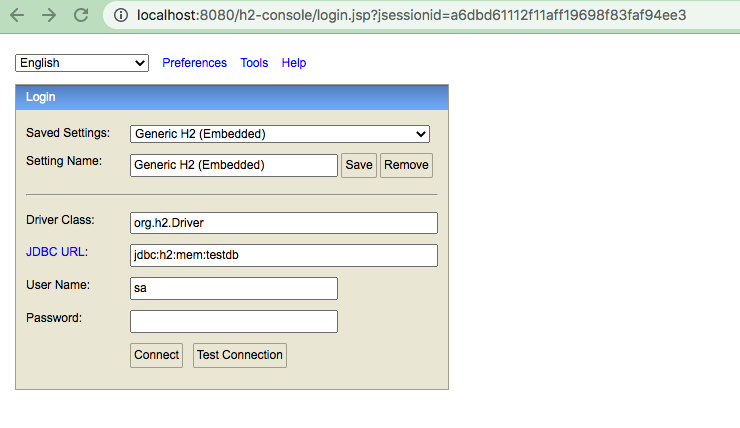 localhost:8080/h2-console/login.jsp?jsessionid=a6dbd61112f11aff19698f83faf94ee3
English Preferences Tools Help
Login
Saved Settings: Generic H2 (Embedded)
Setting Name: Generic H2 (Embedded) Save Remove
Driver Class: org.h2.Driver
JDBC URL: jdbc:h2:mem:testdb
User Name: sa
Password:
Connect Test Connection